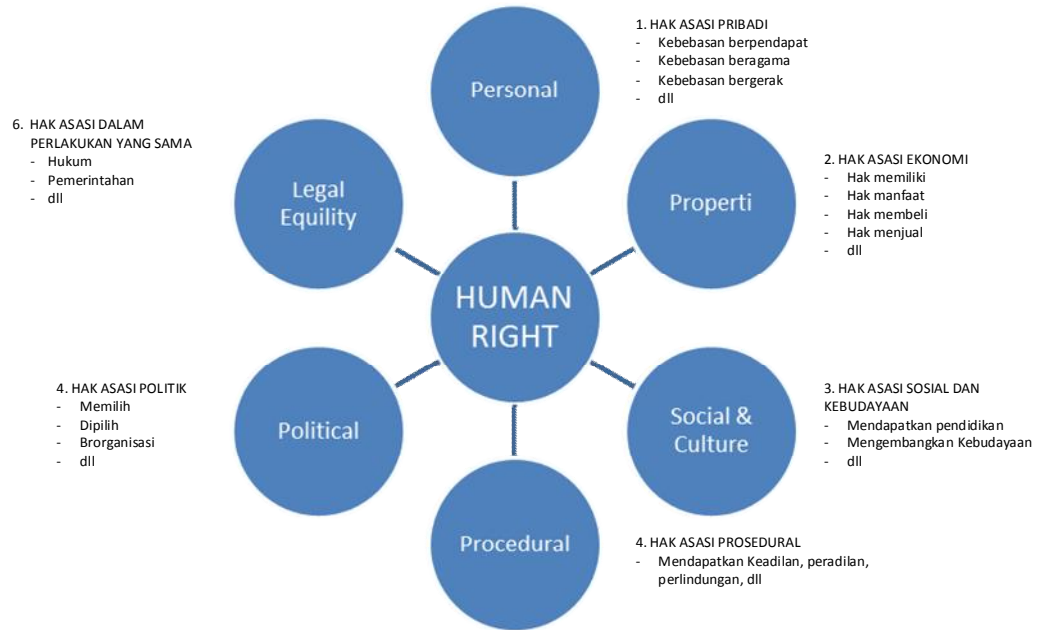 Personal
1. HAK ASASI PRIBADI
- Kebebasan berpendapat
- Kebebasan beragama
- Kebebasan bergerak
- dll
Properti
2. HAK ASASI EKONOMI
- Hak memiliki
- Hak manfaat
- Hak membeli
- Hak menjual
- dll
Social &
Culture
3. HAK ASASI SOSIAL DAN
KEBUDAYAAN
- Mendapatkan pendidikan
- Mengembangkan Kebudayaan
- dll
Procedural
4. HAK ASASI PROSEDURAL
- Mendapatkan Keadilan, peradilan,
perlindungan, dll
Political
4. HAK ASASI POLITIK
- Memilih
- Dipilih
- Brorganisasi
- dll
Legal
Equility
6. HAK ASASI DALAM
PERLAKUKAN YANG SAMA
- Hukum
- Pemerintahan
- dll
HUMAN
RIGHT